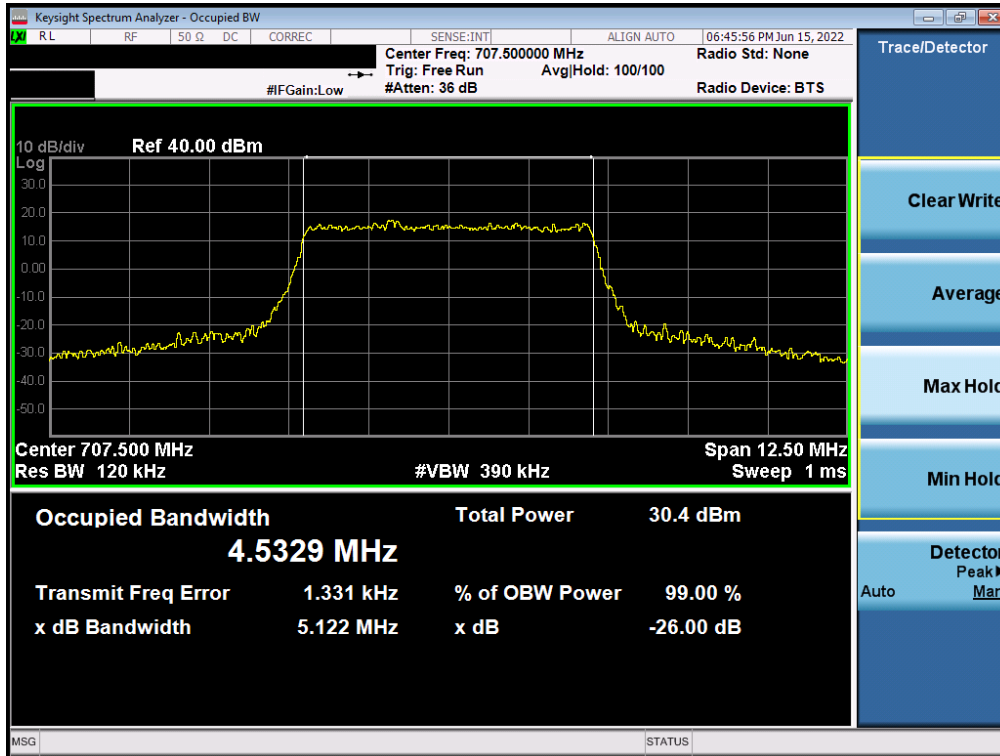 Keysight Spectrum Analyzer - Occupied BW
LXI RL RF 50 Ω DC CORREC SENSE:INT ALIGN AUTO 06:45:56 PM Jun 15, 2022
Center Freq: 707.500000 MHz Radio Std: None
Trig: Free Run Avg|Hold: 100/100
#IFGain:Low #Atten: 36 dB Radio Device: BTS
10 dB/div Ref 40.00 dBm
Log
30.0
20.0
10.0
0.00
-10.0
-20.0
-30.0
-40.0
-50.0
Center 707.500 MHz Span 12.50 MHz
Res BW 120 kHz #VBW 390 kHz Sweep 1 ms
Occupied Bandwidth Total Power 30.4 dBm
4.5329 MHz
Transmit Freq Error 1.331 kHz % of OBW Power 99.00 %
x dB Bandwidth 5.122 MHz x dB -26.00 dB
MSG STATUS
Trace/Detector
Clear Write
Average
Max Hold
Min Hold
Detector
Peak
Auto Man